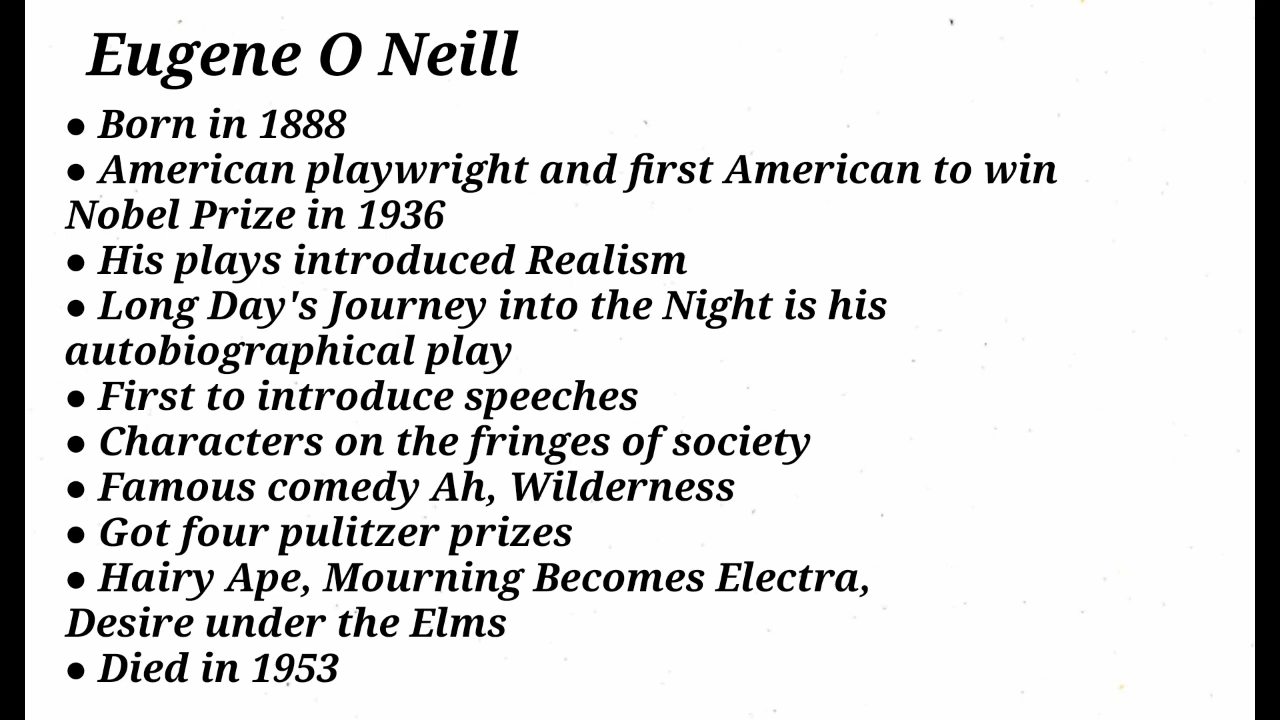 Eugene O Neill
● Born in 1888
● American playwright and first American to win
Nobel Prize in 1936
● His plays introduced Realism
● Long Day's Journey into the Night is his
autobiographical play
● First to introduce speeches
● Characters on the fringes of society
● Famous comedy Ah, Wilderness
● Got four pulitzer prizes
● Hairy Ape, Mourning Becomes Electra,
Desire under the Elms
● Died in 1953